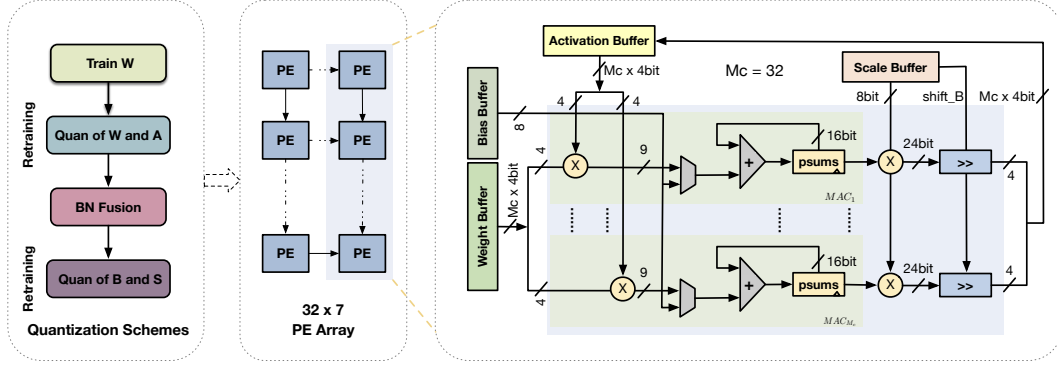 Train W
Retraining
Quan of W and A
BN Fusion
Retraining
Quan of B and S
Quantization Schemes
PE
PE
PE
PE
PE
PE
32 x 7
PE Array
Activation Buffer
Mc x 4bit
Mc = 32
Scale Buffer
Bias Buffer
8
4
4
8bit
shift_B
Mc x 4bit
Weight Buffer
Mc x 4bit
4
X
9
+
16bit
psums
X
24bit
>>
4
MAC₁
4
X
9
+
16bit
psums
X
24bit
>>
4